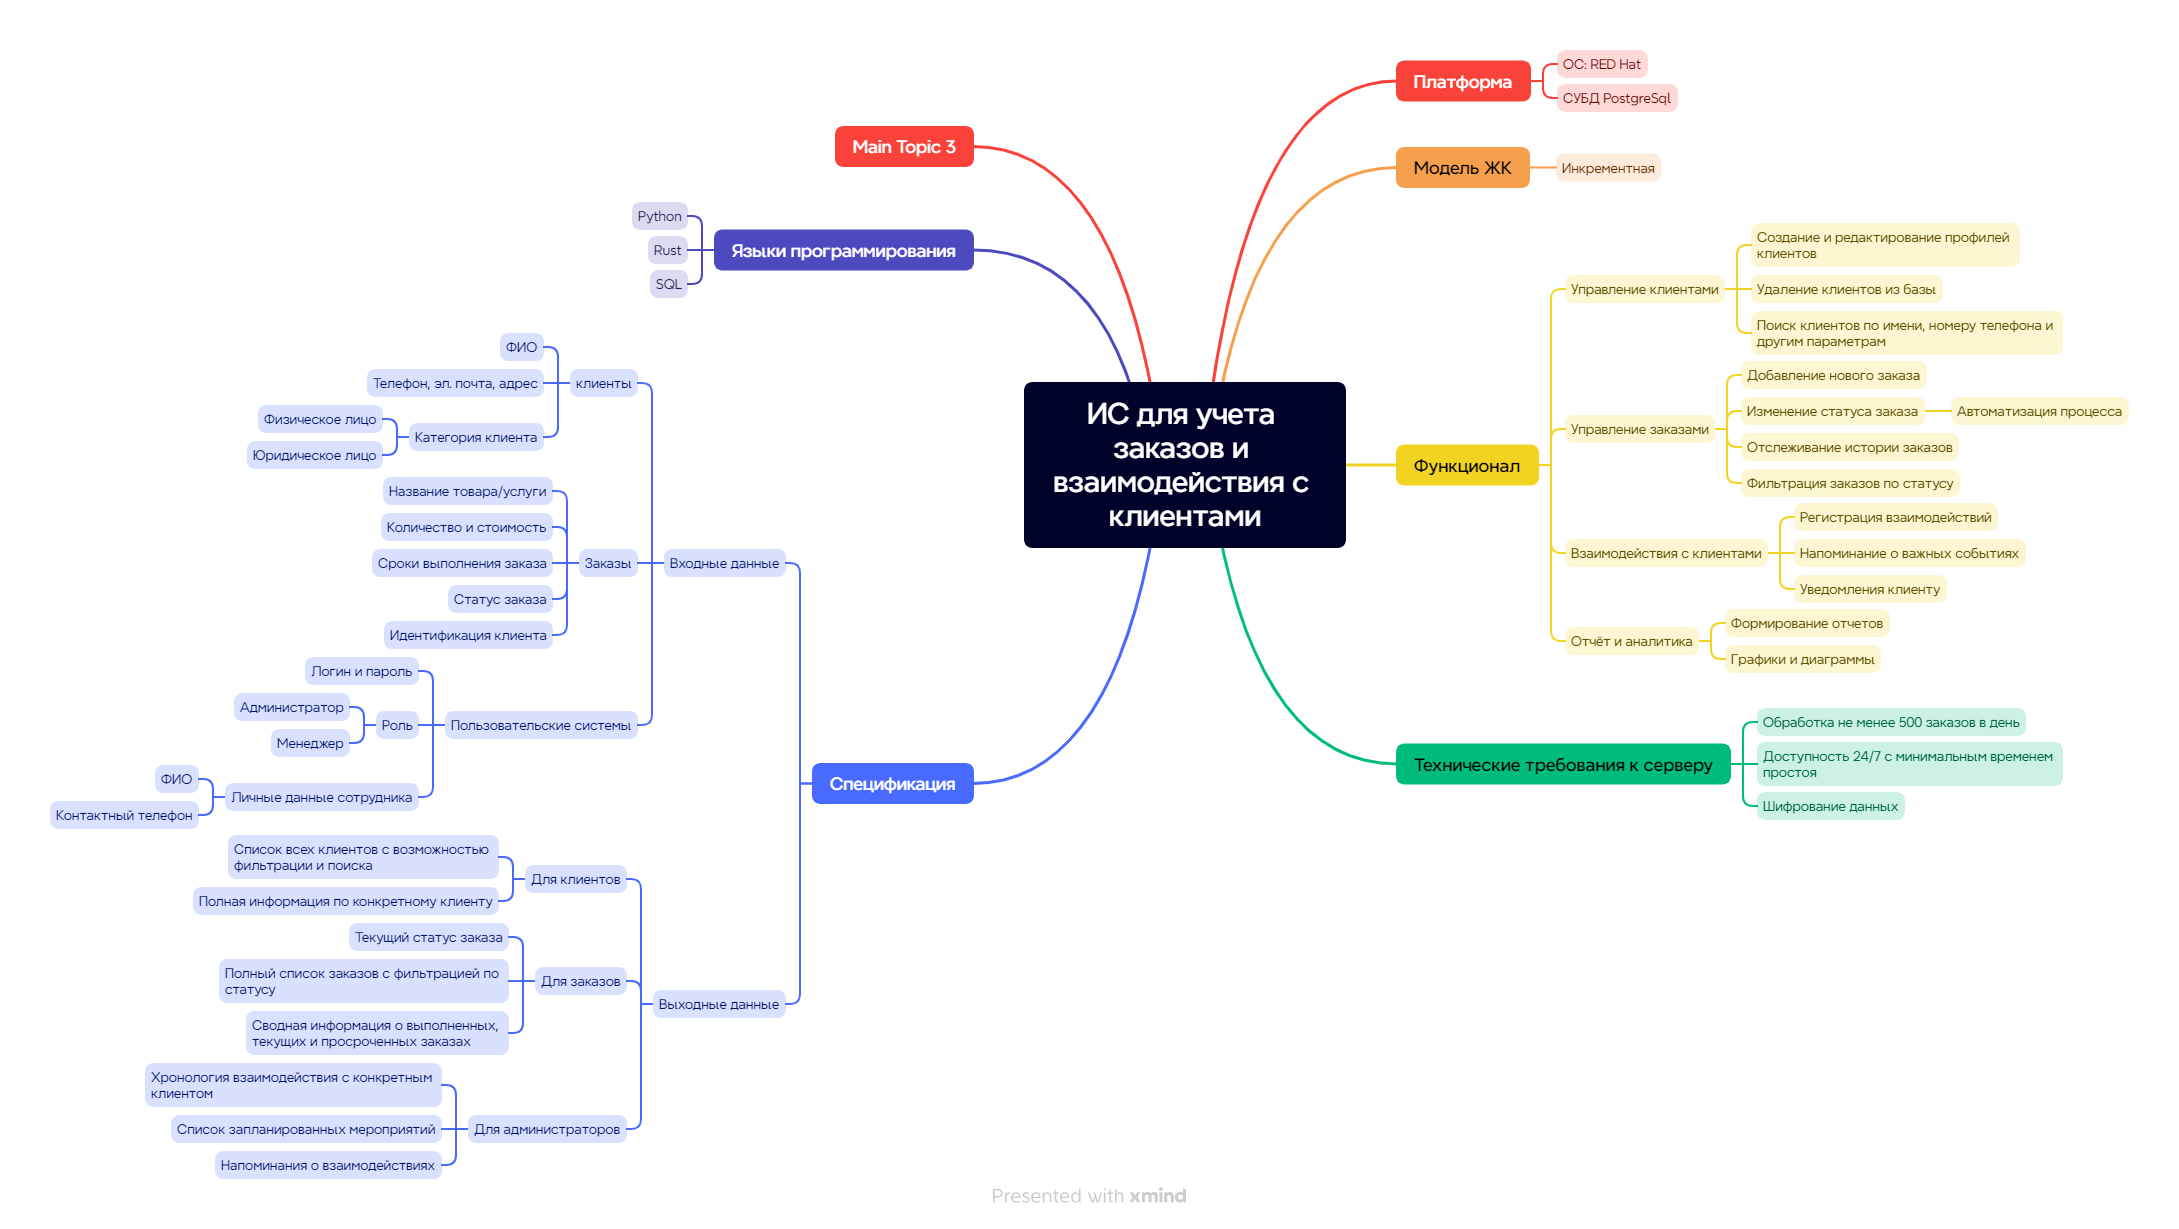 ИС для учета
заказов и
взаимодействия с
клиентами
Платформа
ОС: RED Hat
СУБД PostgreSql
Модель ЖК
Инкрементная
Функционал
Управление клиентами
Создание и редактирование профилей
клиентов
Удаление клиентов из базы
Поиск клиентов по имени, номеру телефона и
другим параметрам
Управление заказами
Добавление нового заказа
Изменение статуса заказа
Автоматизация процесса
Отслеживание истории заказов
Фильтрация заказов по статусу
Взаимодействия с клиентами
Регистрация взаимодействий
Напоминание о важных событиях
Уведомления клиенту
Отчёт и аналитика
Формирование отчетов
Графики и диаграммы
Технические требования к серверу
Обработка не менее 500 заказов в день
Доступность 24/7 с минимальным временем
простоя
Шифрование данных
Main Topic 3
Языки программирования
Python
Rust
SQL
Спецификация
Входные данные
клиенты
ФИО
Телефон, эл. почта, адрес
Категория клиента
Физическое лицо
Юридическое лицо
Заказы
Название товара/услуги
Количество и стоимость
Сроки выполнения заказа
Статус заказа
Идентификация клиента
Пользовательские системы
Логин и пароль
Роль
Администратор
Менеджер
Личные данные сотрудника
ФИО
Контактный телефон
Выходные данные
Для клиентов
Список всех клиентов с возможностью
фильтрации и поиска
Полная информация по конкретному клиенту
Для заказов
Текущий статус заказа
Полный список заказов с фильтрацией по
статусу
Сводная информация о выполненных,
текущих и просроченных заказах
Для администраторов
Хронология взаимодействия с конкретным
клиентом
Список запланированных мероприятий
Напоминания о взаимодействиях
Presented with xmind